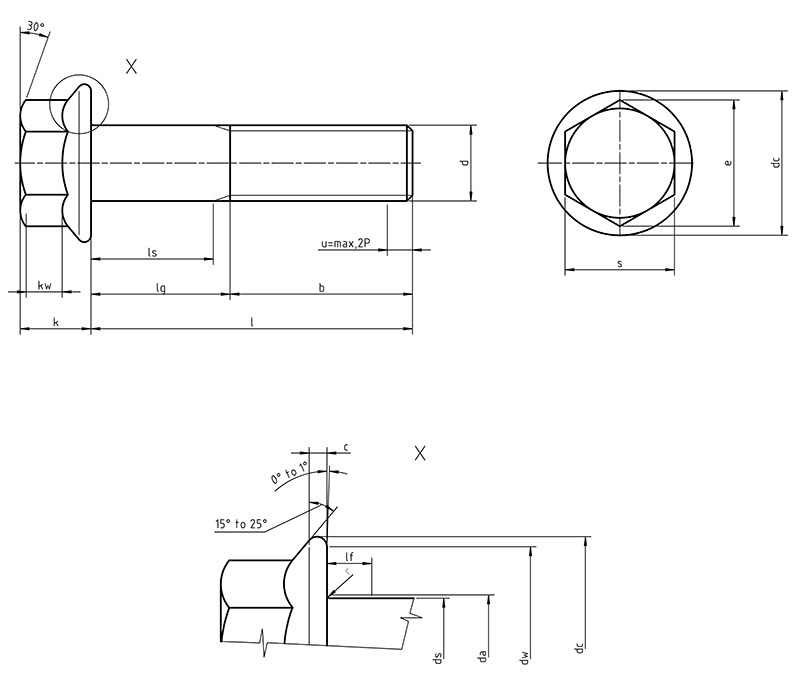 30°
X
d
e
dc
ls
u=max,2P
s
kw
lg
b
k
l
c
X
0° to 1°
15° to 25°
lf
r
ds
da
dw
dc